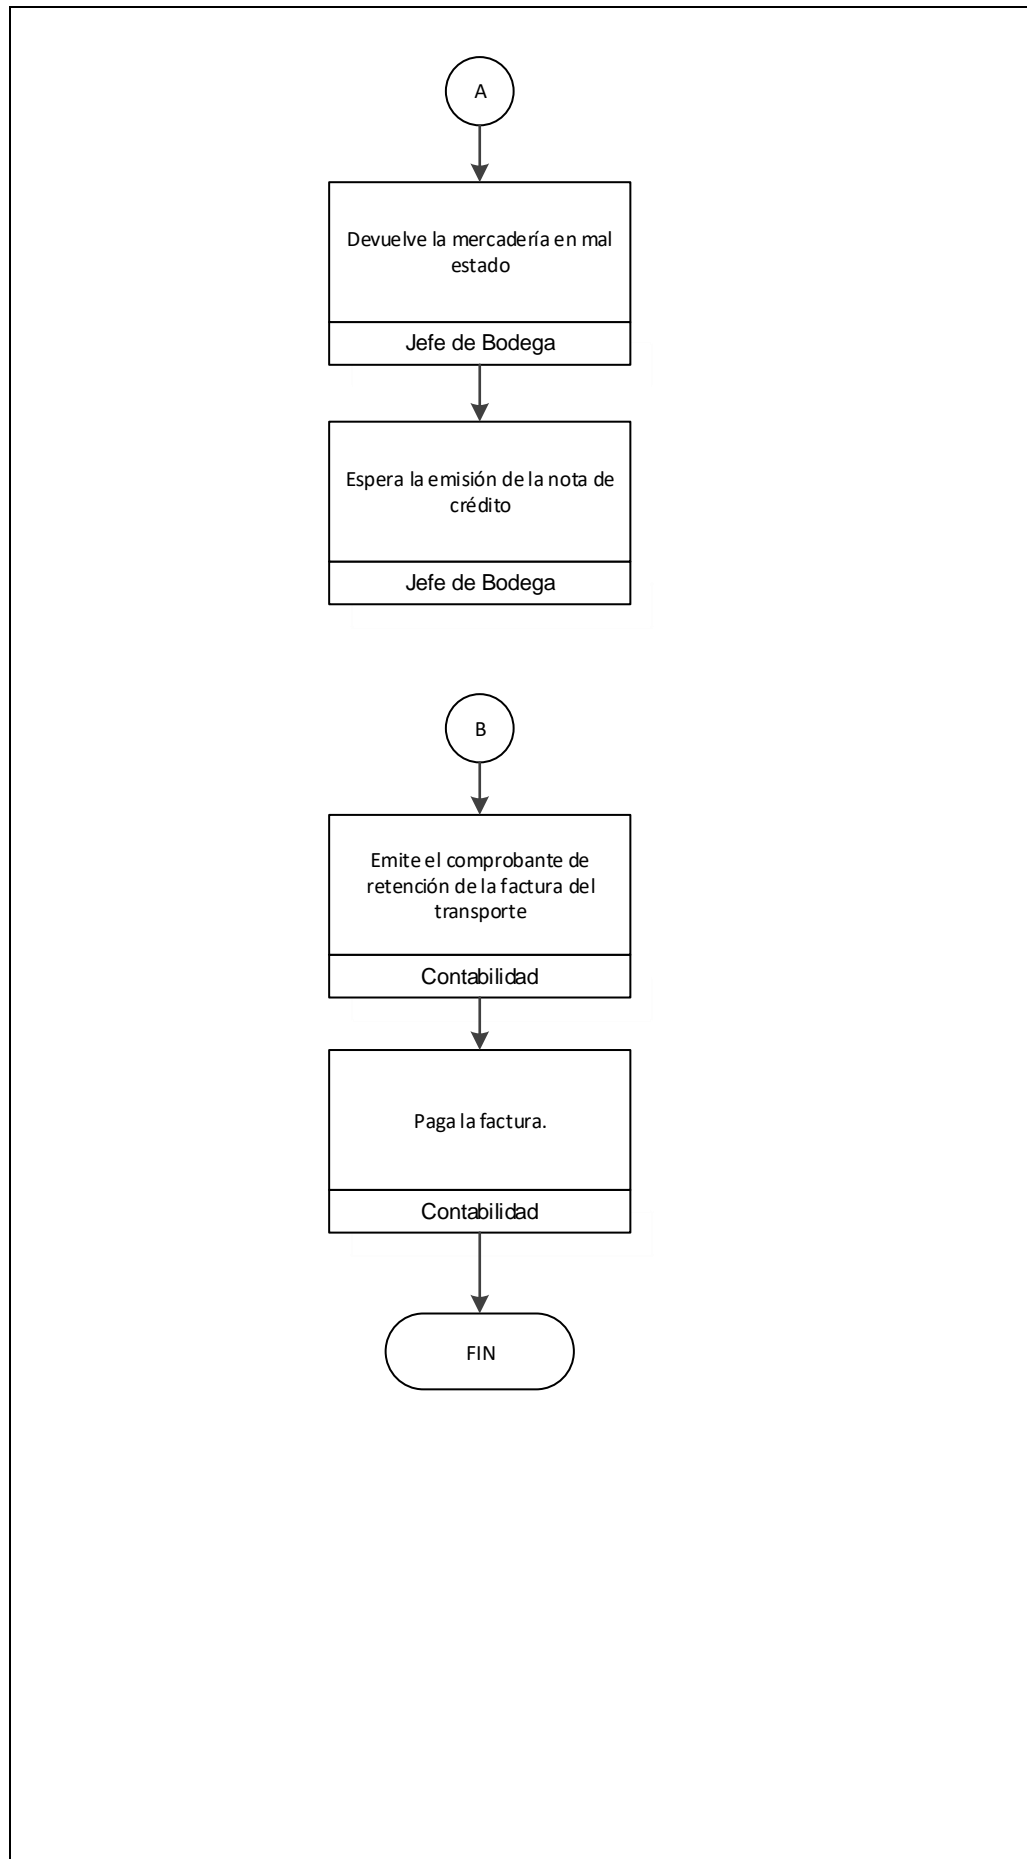 A
Devuelve la mercadería en mal
estado
Jefe de Bodega
Espera la emisión de la nota de
crédito
Jefe de Bodega
B
Emite el comprobante de
retención de la factura del
transporte
Contabilidad
Paga la factura.
Contabilidad
FIN